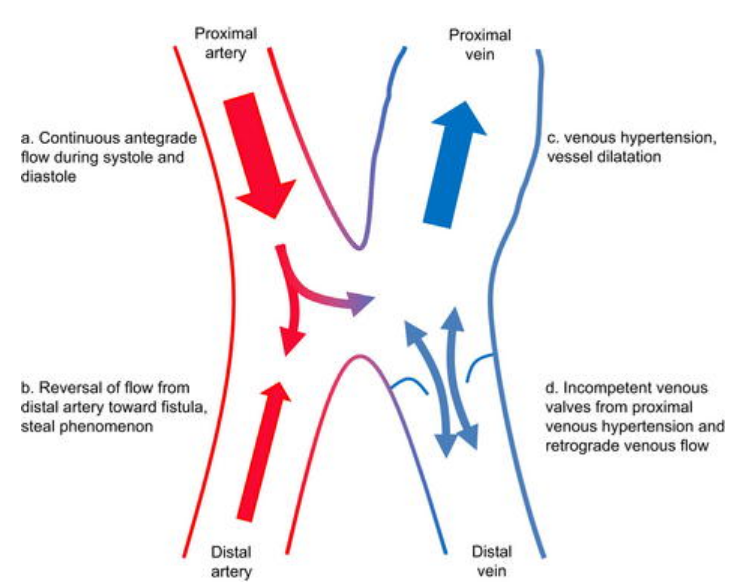 Proximal
artery
Proximal
vein
a. Continuous antegrade
flow during systole and
diastole
c. venous hypertension,
vessel dilatation
b. Reversal of flow from
distal artery toward fistula,
steal phenomenon
d. Incompetent venous
valves from proximal
venous hypertension and
retrograde venous flow
Distal
artery
Distal
vein